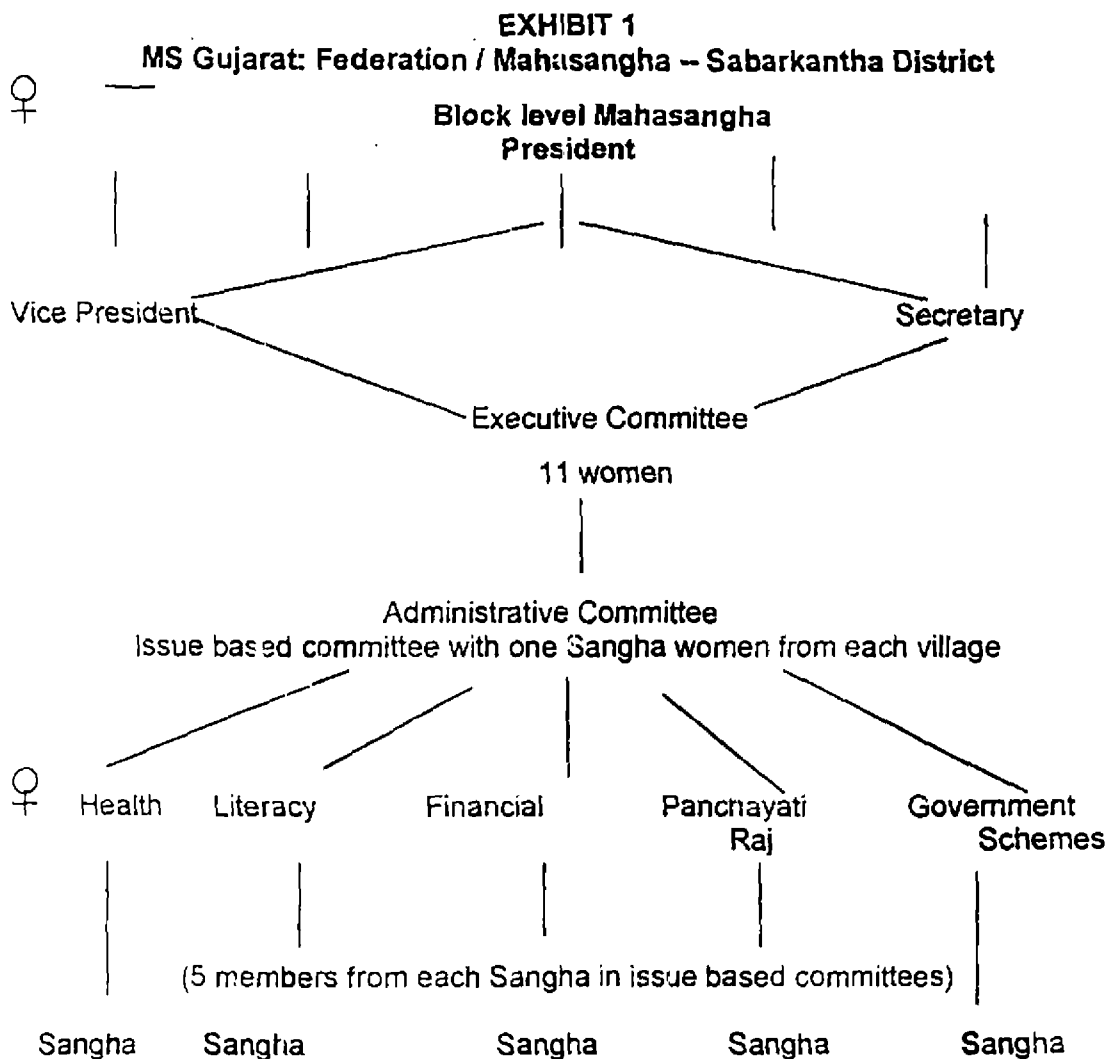 EXHIBIT 1
MS Gujarat: Federation / Mahasangha – Sabarkantha District
Block level Mahasangha
President
Vice President
Secretary
Executive Committee
11 women
Administrative Committee
Issue based committee with one Sangha women from each village
Health Literacy Financial Panchayati Government
Raj Schemes
(5 members from each Sangha in issue based committees)
Sangha Sangha Sangha Sangha Sangha